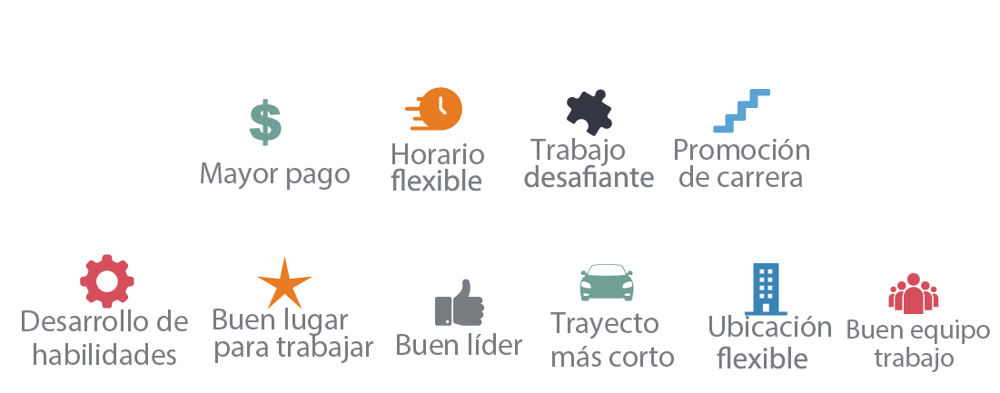 Mayor pago
Horario
flexible
Trabajo
desafiante
Promoción
de carrera
Desarrollo de
habilidades
Buen lugar
para trabajar
Buen líder
Trayecto
más corto
Ubicación
flexible
Buen equipo
trabajo